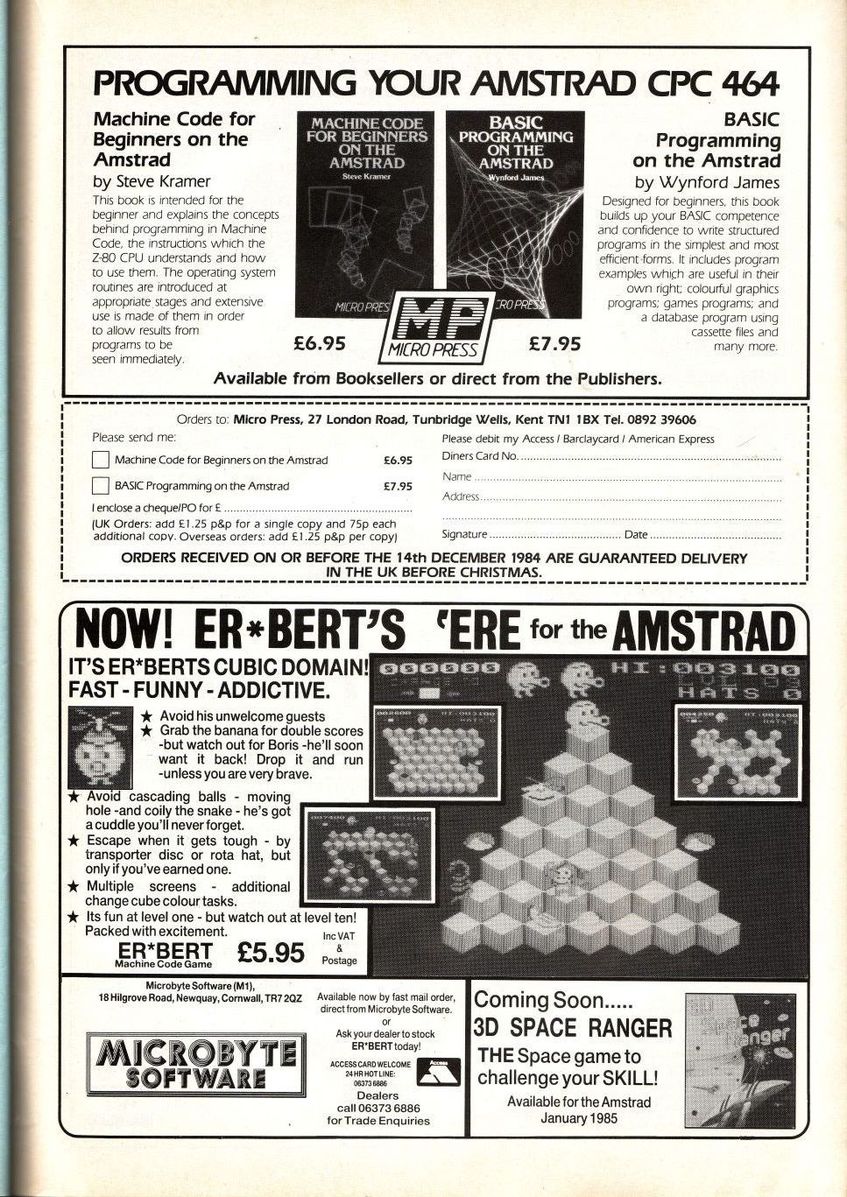 PROGRAMMING YOUR AMSTRAD CPC 464
Machine Code for
Beginners on the
Amstrad
by Steve Kramer
This book is intended for the
beginner and explains the concepts
behind programming in Machine
Code, the instructions which the
Z-80 CPU understands and how
to use them. The operating system
routines are introduced at
appropriate stages and extensive
use is made of them in order
to allow results from
programs to be
seen immediately.
MACHINE CODE
FOR BEGINNERS
ON THE
AMSTRAD
Steve Kramer
MICRO PRES
£6.95
BASIC
PROGRAMMING
ON THE
AMSTRAD
Wynford James
CRO PRESS
£7.95
MP
MICRO PRESS
BASIC
Programming
on the Amstrad
by Wynford James
Designed for beginners, this book
builds up your BASIC competence
and confidence to write structured
programs in the simplest and most
efficient forms. It includes program
examples which are useful in their
own right; colourful graphics
programs; games programs; and
a database program using
cassette files and
many more.
Available from Booksellers or direct from the Publishers.
Orders to: Micro Press, 27 London Road, Tunbridge Wells, Kent TN1 1BX Tel. 0892 39606
Please send me:
Machine Code for Beginners on the Amstrad £6.95
BASIC Programming on the Amstrad £7.95
I enclose a cheque/PO for £
(UK Orders: add £1.25 p&p for a single copy and 75p each
additional copy. Overseas orders: add £1.25 p&p per copy)
Please debit my Access / Barclaycard / American Express
Diners Card No.
Name
Address
Signature Date
ORDERS RECEIVED ON OR BEFORE THE 14th DECEMBER 1984 ARE GUARANTEED DELIVERY
IN THE UK BEFORE CHRISTMAS.
NOW! ER*BERT'S 'ERE for the AMSTRAD
IT'S ER*BERTS CUBIC DOMAIN!
FAST - FUNNY - ADDICTIVE.
★ Avoid his unwelcome guests
★ Grab the banana for double scores
-but watch out for Boris -he'll soon
want it back! Drop it and run
-unless you are very brave.
★ Avoid cascading balls - moving
hole -and coily the snake - he's got
a cuddle you'll never forget.
★ Escape when it gets tough - by
transporter disc or rota hat, but
only if you've earned one.
★ Multiple screens - additional
change cube colour tasks.
★ Its fun at level one - but watch out at level ten!
Packed with excitement.
ER*BERT
Machine Code Game
£5.95
Inc VAT
&
Postage
000000
HI:003100
HATS 0
Microbyte Software (M1),
18 Hilgrove Road, Newquay, Cornwall, TR7 2QZ
MICROBYTE
SOFTWARE
Available now by fast mail order,
direct from Microbyte Software.
or
Ask your dealer to stock
ER*BERT today!
ACCESS CARD WELCOME
24 HR HOT LINE:
06373 6886
Access
Dealers
call 06373 6886
for Trade Enquiries
Coming Soon.....
3D SPACE RANGER
THE Space game to
challenge your SKILL!
Available for the Amstrad
January 1985
3D
Space
Ranger